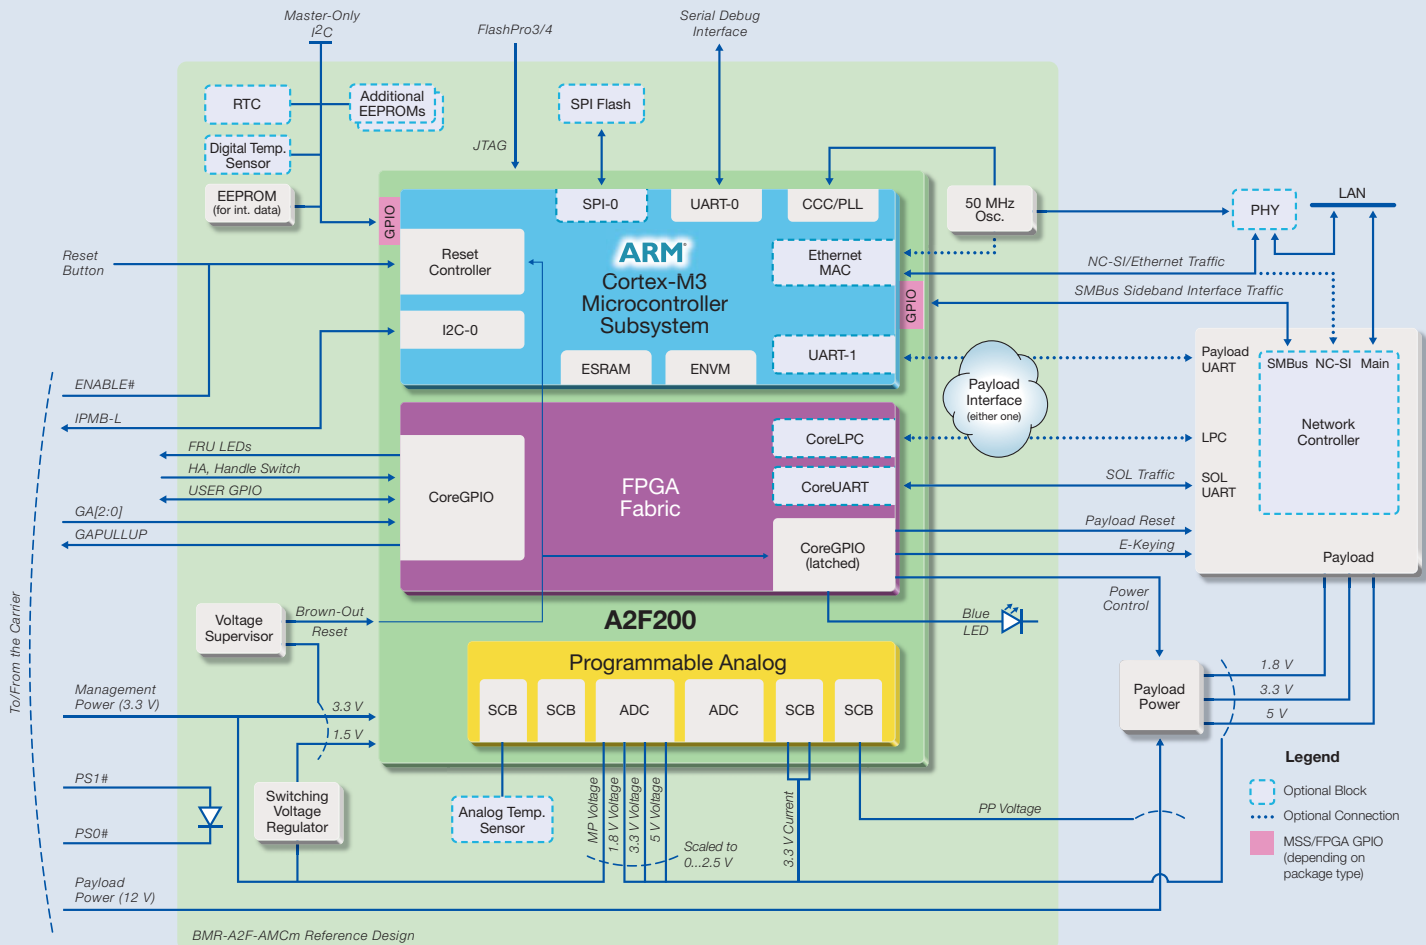 Master-Only
I2C
FlashPro3/4
Serial Debug
Interface
RTC
Additional
EEPROMs
SPI Flash
JTAG
Digital Temp.
Sensor
EEPROM
(for int. data)
GPIO
SPI-0
UART-0
CCC/PLL
50 MHz
Osc.
PHY
LAN
Reset
Button
Reset
Controller
ARM
Cortex-M3
Microcontroller
Subsystem
Ethernet
MAC
NC-SI/Ethernet Traffic
GPIO
SMBus Sideband Interface Traffic
I2C-0
ESRAM
ENVM
UART-1
Payload
Interface
(either one)
Payload
UART
SMBus
NC-SI
Main
Network
Controller
LPC
SOL
UART
Payload
ENABLE#
IPMB-L
FRU LEDs
HA, Handle Switch
USER GPIO
GA[2:0]
GAPULLUP
CoreGPIO
FPGA
Fabric
CoreLPC
CoreUART
CoreGPIO
(latched)
SOL Traffic
Payload Reset
E-Keying
Power
Control
Blue
LED
A2F200
Voltage
Supervisor
Brown-Out
Reset
To/From the Carrier
Management
Power (3.3 V)
3.3 V
1.5 V
Programmable Analog
SCB
SCB
ADC
ADC
SCB
SCB
Payload
Power
1.8 V
3.3 V
5 V
PS1#
PS0#
Switching
Voltage
Regulator
Analog Temp.
Sensor
MP Voltage
1.8 V Voltage
3.3 V Voltage
5 V Voltage
Scaled to
0...2.5 V
3.3 V Current
PP Voltage
Payload
Power (12 V)
Legend
Optional Block
Optional Connection
MSS/FPGA GPIO
(depending on
package type)
BMR-A2F-AMCm Reference Design